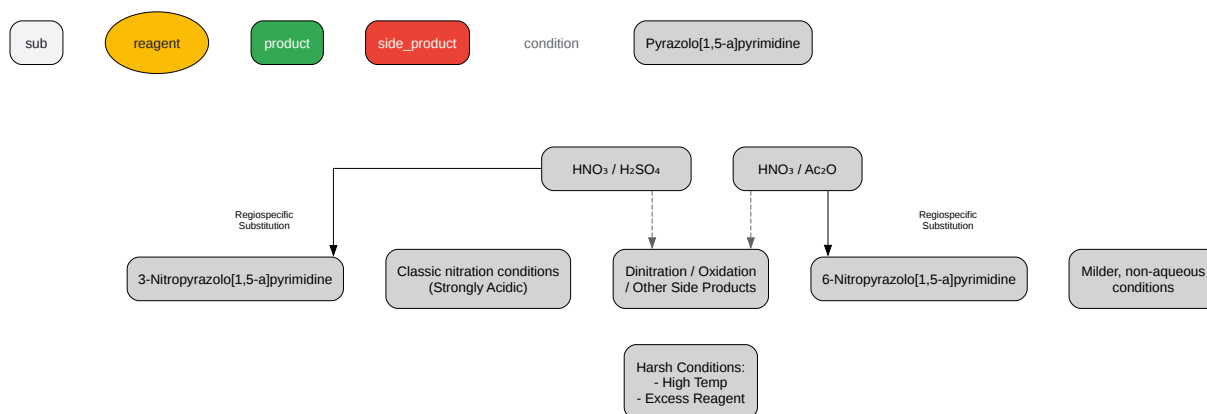 sub
reagent
product
side_product
condition
Pyrazolo[1,5-a]pyrimidine
HNO₃ / H₂SO₄
HNO₃ / Ac₂O
Regiospecific
Substitution
Regiospecific
Substitution
3-Nitropyrazolo[1,5-a]pyrimidine
Classic nitration conditions
(Strongly Acidic)
Dinitration / Oxidation
/ Other Side Products
6-Nitropyrazolo[1,5-a]pyrimidine
Milder, non-aqueous
conditions
Harsh Conditions:
- High Temp
- Excess Reagent